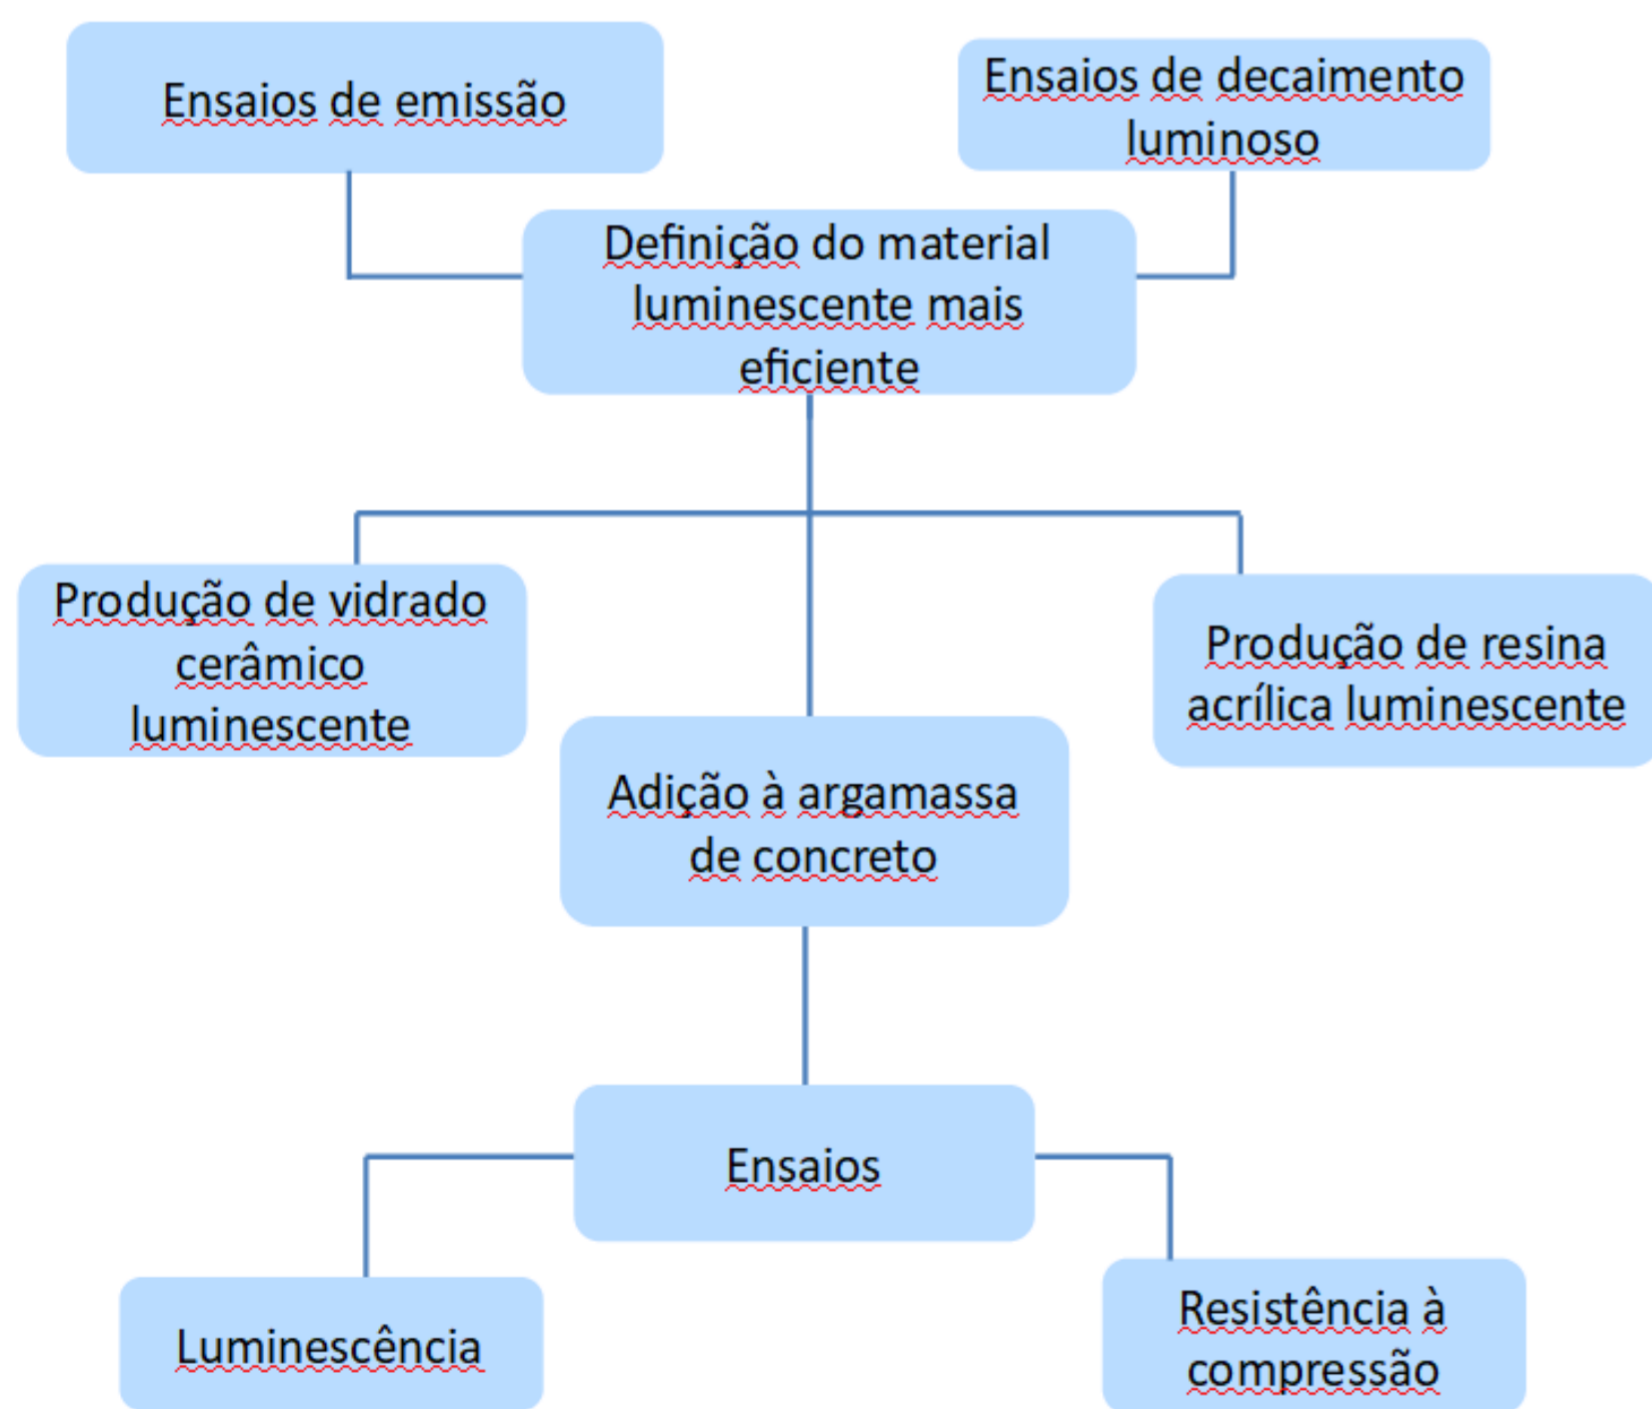 Ensaios de emissão
Ensaios de decaimento
luminoso
Definição do material
luminescente mais
eficiente
Produção de vidrado
cerâmico
luminescente
Produção de resina
acrílica luminescente
Adição à argamassa
de concreto
Ensaios
Luminescência
Resistência à
compressão